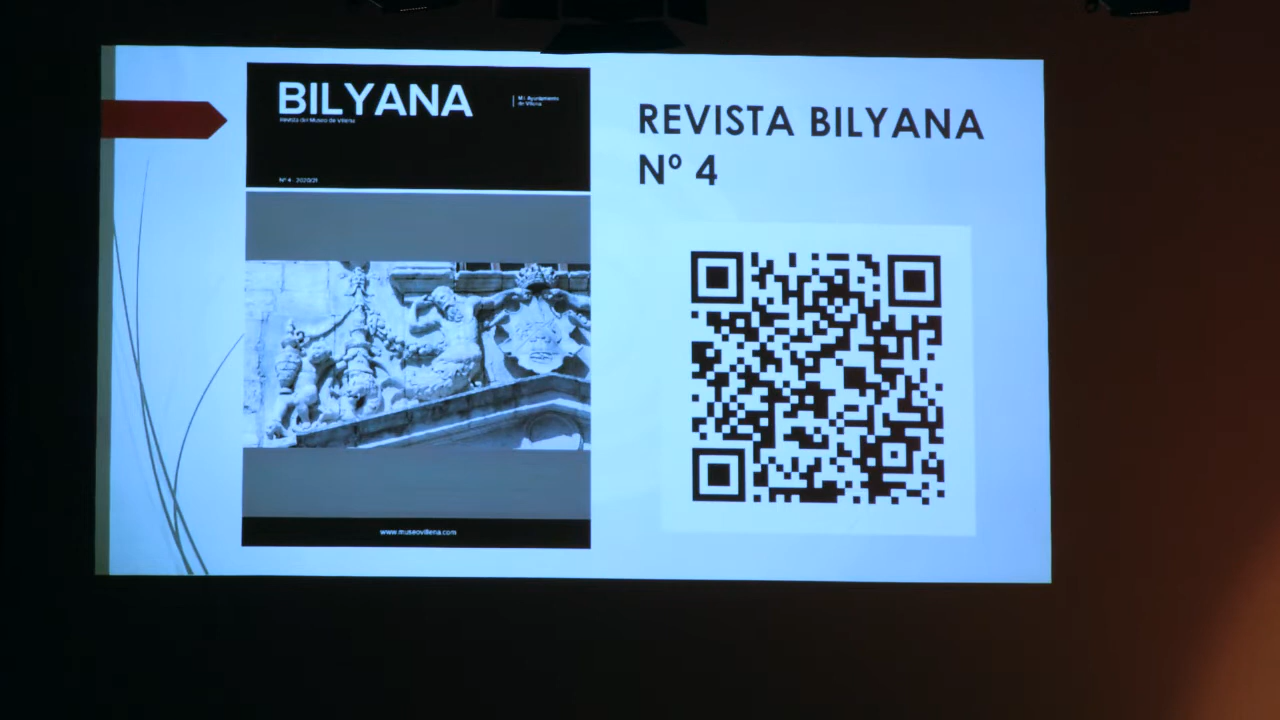 BILYANA
Revista del Museo de Villena
M.I. Ayuntamiento
de Villena
Nº 4 · 2020/21
www.museovillena.com
REVISTA BILYANA
Nº 4